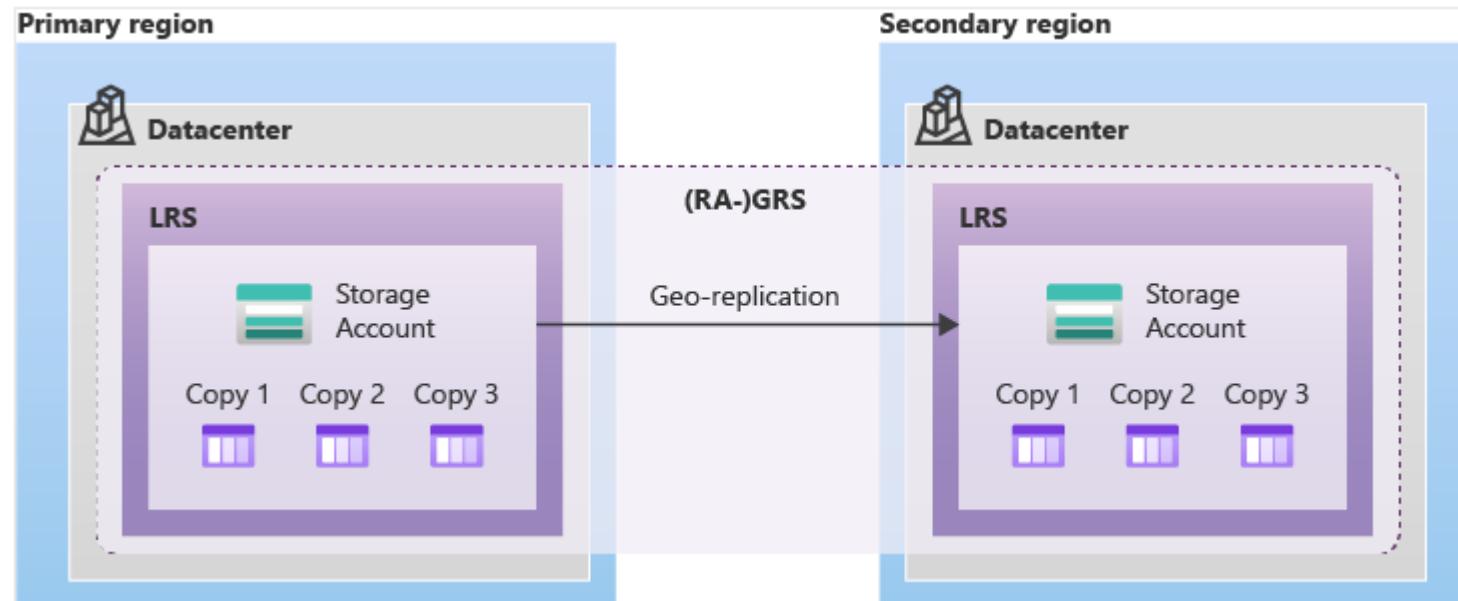 Primary region
Secondary region
Datacenter
Datacenter
(RA-)GRS
LRS
LRS
Storage
Account
Geo-replication
Storage
Account
Copy 1 Copy 2 Copy 3
Copy 1 Copy 2 Copy 3